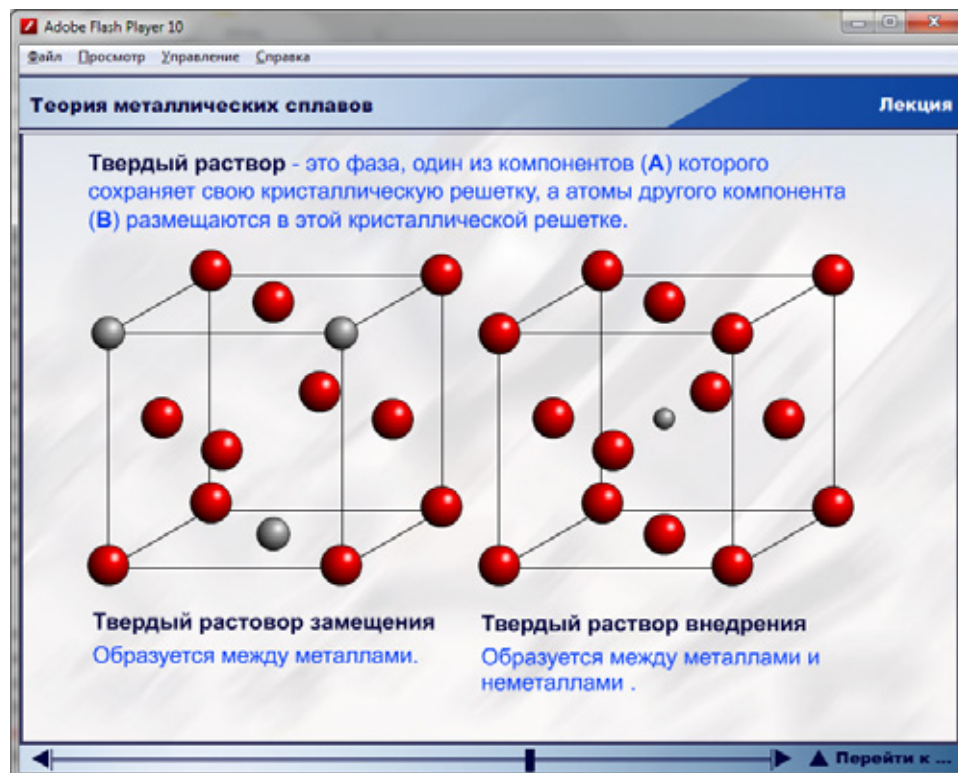 Adobe Flash Player 10
Файл Просмотр Управление Справка
Теория металлических сплавов
Лекция
Твердый раствор - это фаза, один из компонентов (А) которого
сохраняет свою кристаллическую решетку, а атомы другого компонента
(В) размещаются в этой кристаллической решетке.
Твердый растовор замещения
Образуется между металлами.
Твердый раствор внедрения
Образуется между металлами и
неметаллами .
Перейти к ...